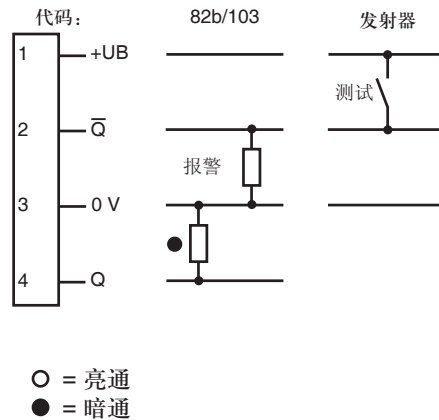 代码：
82b/103
发射器
1
+UB
测试
2
Q̅
报警
3
0 V
4
Q
= 亮通
= 暗通